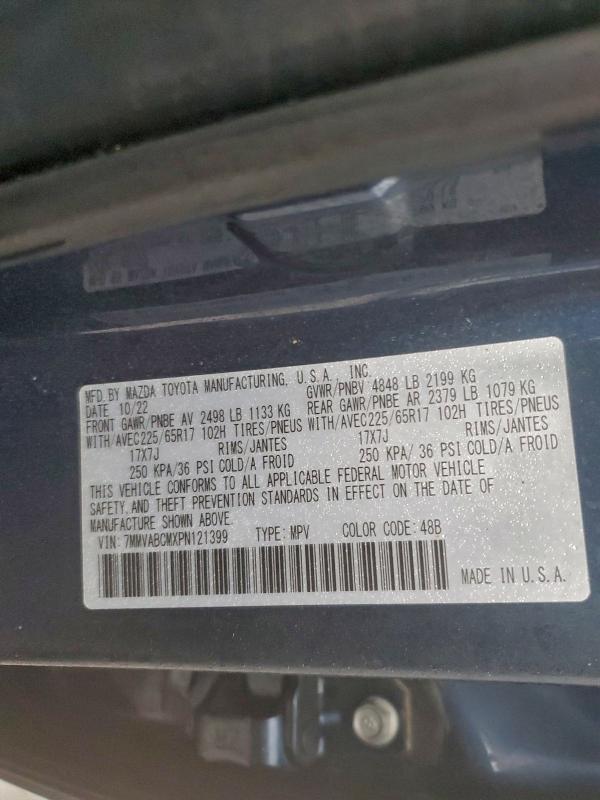 MFD. BY MAZDA TOYOTA MANUFACTURING, U.S.A. INC.
DATE 10/22 GVWR/PNBV 4848 LB 2199 KG
FRONT GAWR/PNBE AV 2498 LB 1133 KG REAR GAWR/PNBE AR 2379 LB 1079 KG
WITH/AVEC225/65R17 102H TIRES/PNEUS WITH/AVEC225/65R17 102H TIRES/PNEUS
17X7J RIMS/JANTES 17X7J RIMS/JANTES
250 KPA/36 PSI COLD/A FROID 250 KPA/36 PSI COLD/A FROID
THIS VEHICLE CONFORMS TO ALL APPLICABLE FEDERAL MOTOR VEHICLE
SAFETY, AND THEFT PREVENTION STANDARDS IN EFFECT ON THE DATE OF
MANUFACTURE SHOWN ABOVE.
VIN: 7MMVABCMXPN121399 TYPE: MPV COLOR CODE: 48B
MADE IN U.S.A.